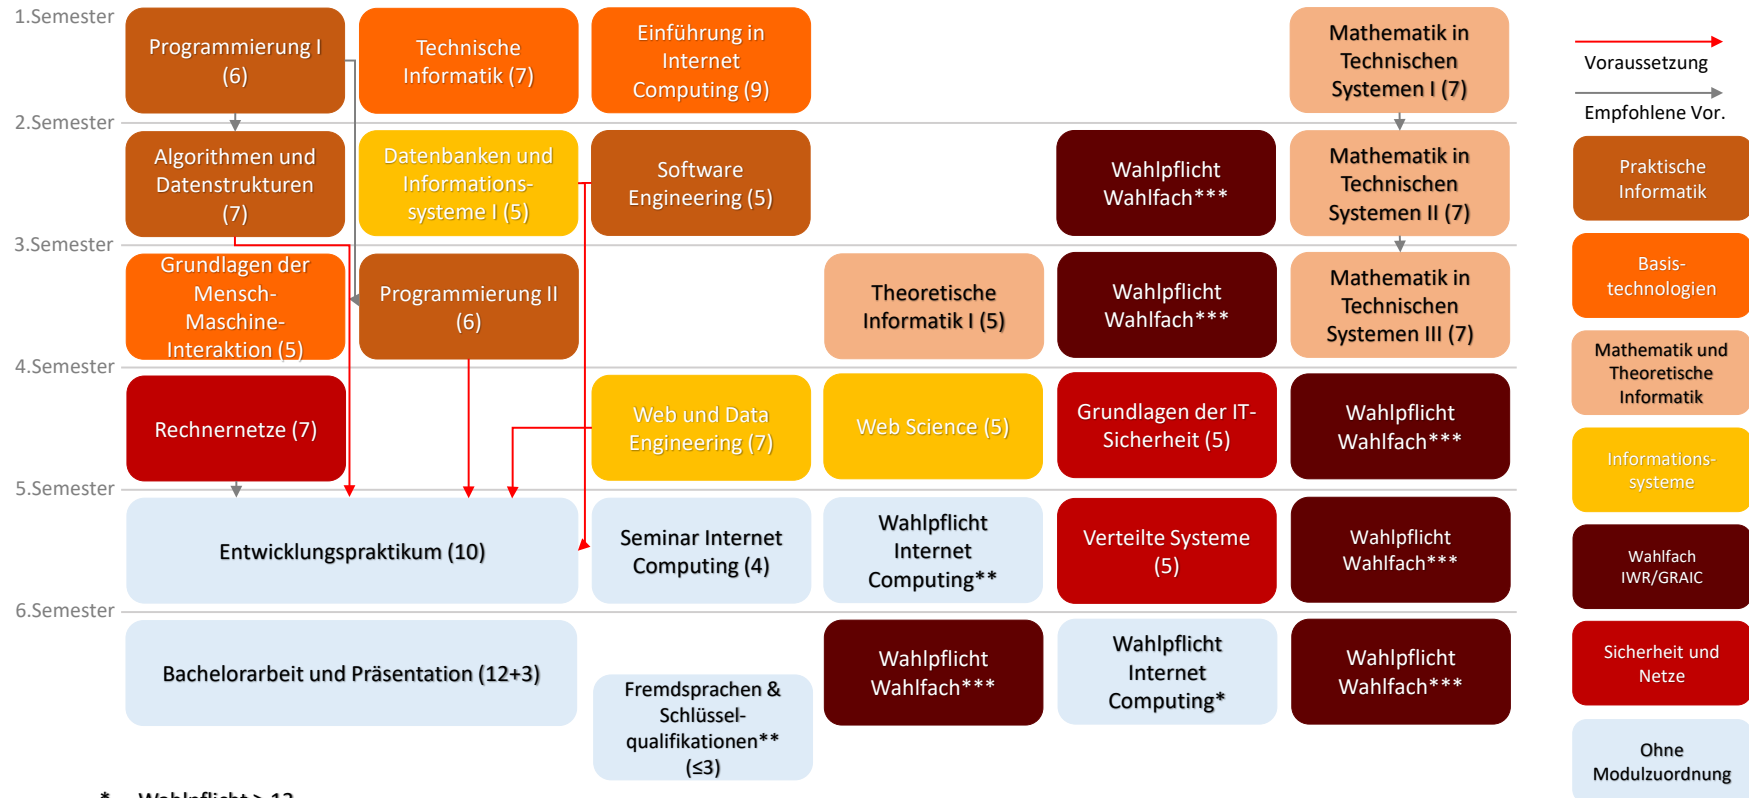 1.Semester
Programmierung I
(6)
Technische
Informatik (7)
Einführung in
Internet
Computing (9)
Mathematik in
Technischen
Systemen I (7)
Voraussetzung
Empfohlene Vor.
2.Semester
Algorithmen und
Datenstrukturen
(7)
Datenbanken und
Informations-
systeme I (5)
Software
Engineering (5)
Wahlpflicht
Wahlfach***
Mathematik in
Technischen
Systemen II (7)
Praktische
Informatik
3.Semester
Grundlagen der
Mensch-
Maschine-
Interaktion (5)
Programmierung II
(6)
Theoretische
Informatik I (5)
Wahlpflicht
Wahlfach***
Mathematik in
Technischen
Systemen III (7)
Basis-
technologien
Mathematik und
Theoretische
Informatik
4.Semester
Rechnernetze (7)
Web und Data
Engineering (7)
Web Science (5)
Grundlagen der IT-
Sicherheit (5)
Wahlpflicht
Wahlfach***
Informations-
systeme
5.Semester
Entwicklungspraktikum (10)
Seminar Internet
Computing (4)
Wahlpflicht
Internet
Computing**
Verteilte Systeme
(5)
Wahlpflicht
Wahlfach***
Wahlfach
IWR/GRAIC
6.Semester
Bachelorarbeit und Präsentation (12+3)
Fremdsprachen &
Schlüssel-
qualifikationen**
(≤3)
Wahlpflicht
Wahlfach***
Wahlpflicht
Internet
Computing*
Wahlpflicht
Wahlfach***
Sicherheit und
Netze
Ohne
Modulzuordnung